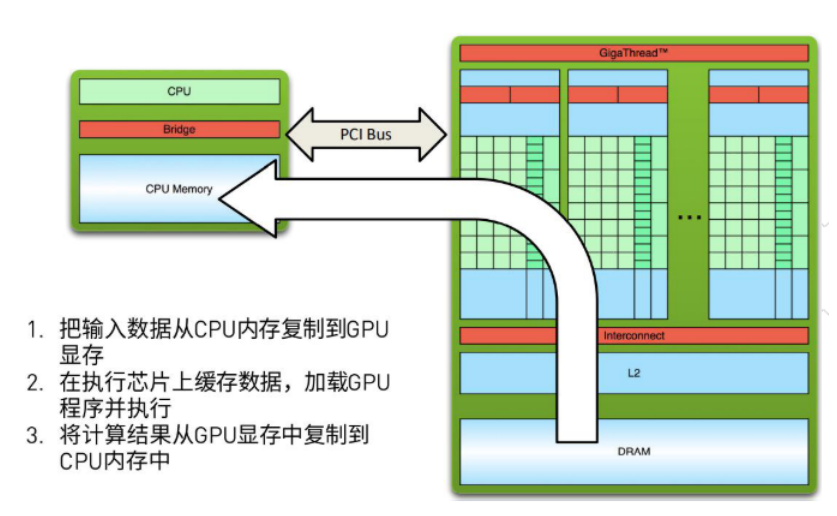 GigaThread™
CPU
Bridge
PCI Bus
CPU Memory
...
Interconnect
L2
DRAM
1. 把输入数据从CPU内存复制到GPU
显存
2. 在执行芯片上缓存数据，加载GPU
程序并执行
3. 将计算结果从GPU显存中复制到
CPU内存中